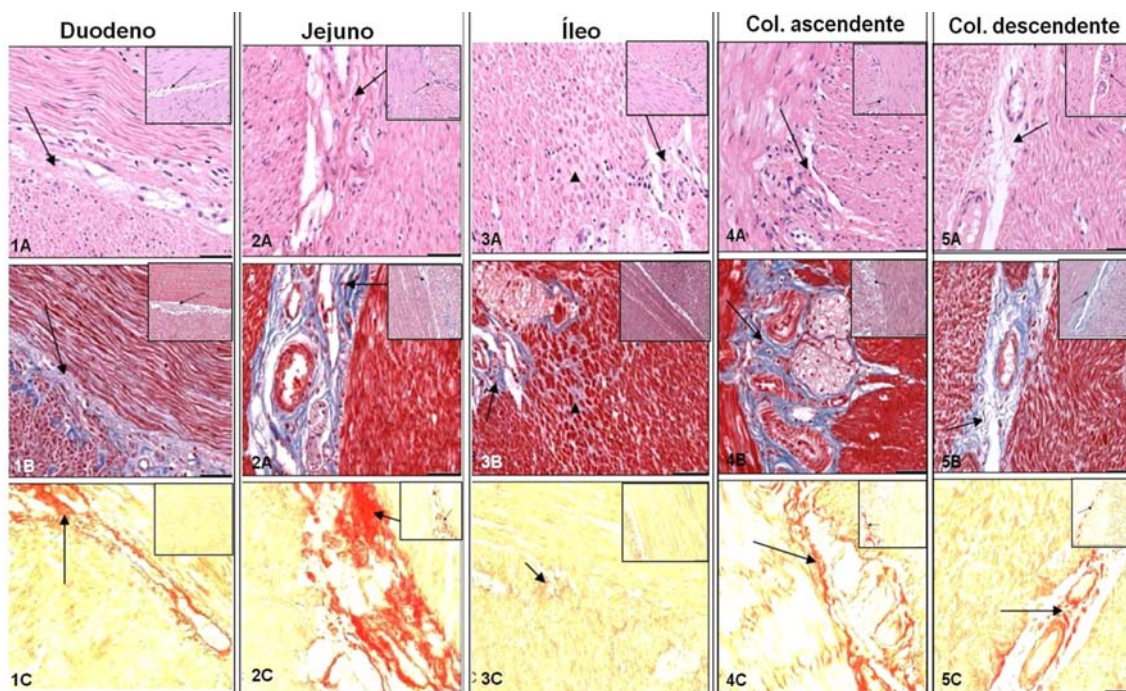 Duodeno
Jejuno
Íleo
Col. ascendente
Col. descendente
1A
2A
3A
4A
5A
1B
2A
3B
4B
5B
1C
2C
C
3C
4C
5C